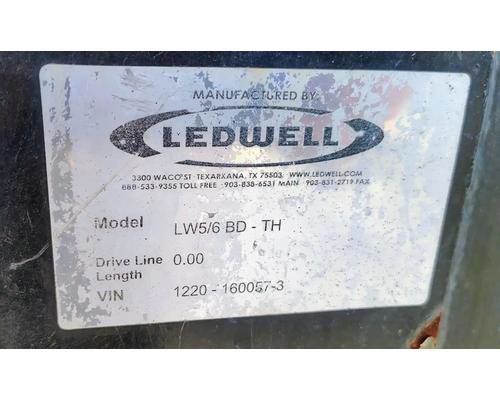 MANUFACTURED BY:
LEDWELL
3300 WACO ST TEXARKANA, TX 75503 WWW.LEDWELL.COM
888-533-9355 TOLL FREE 903-838-6531 MAIN 903-831-2719 FAX
Model LW5/6 BD - TH
Drive Line 0.00
Length
VIN 1220 - 160057-3